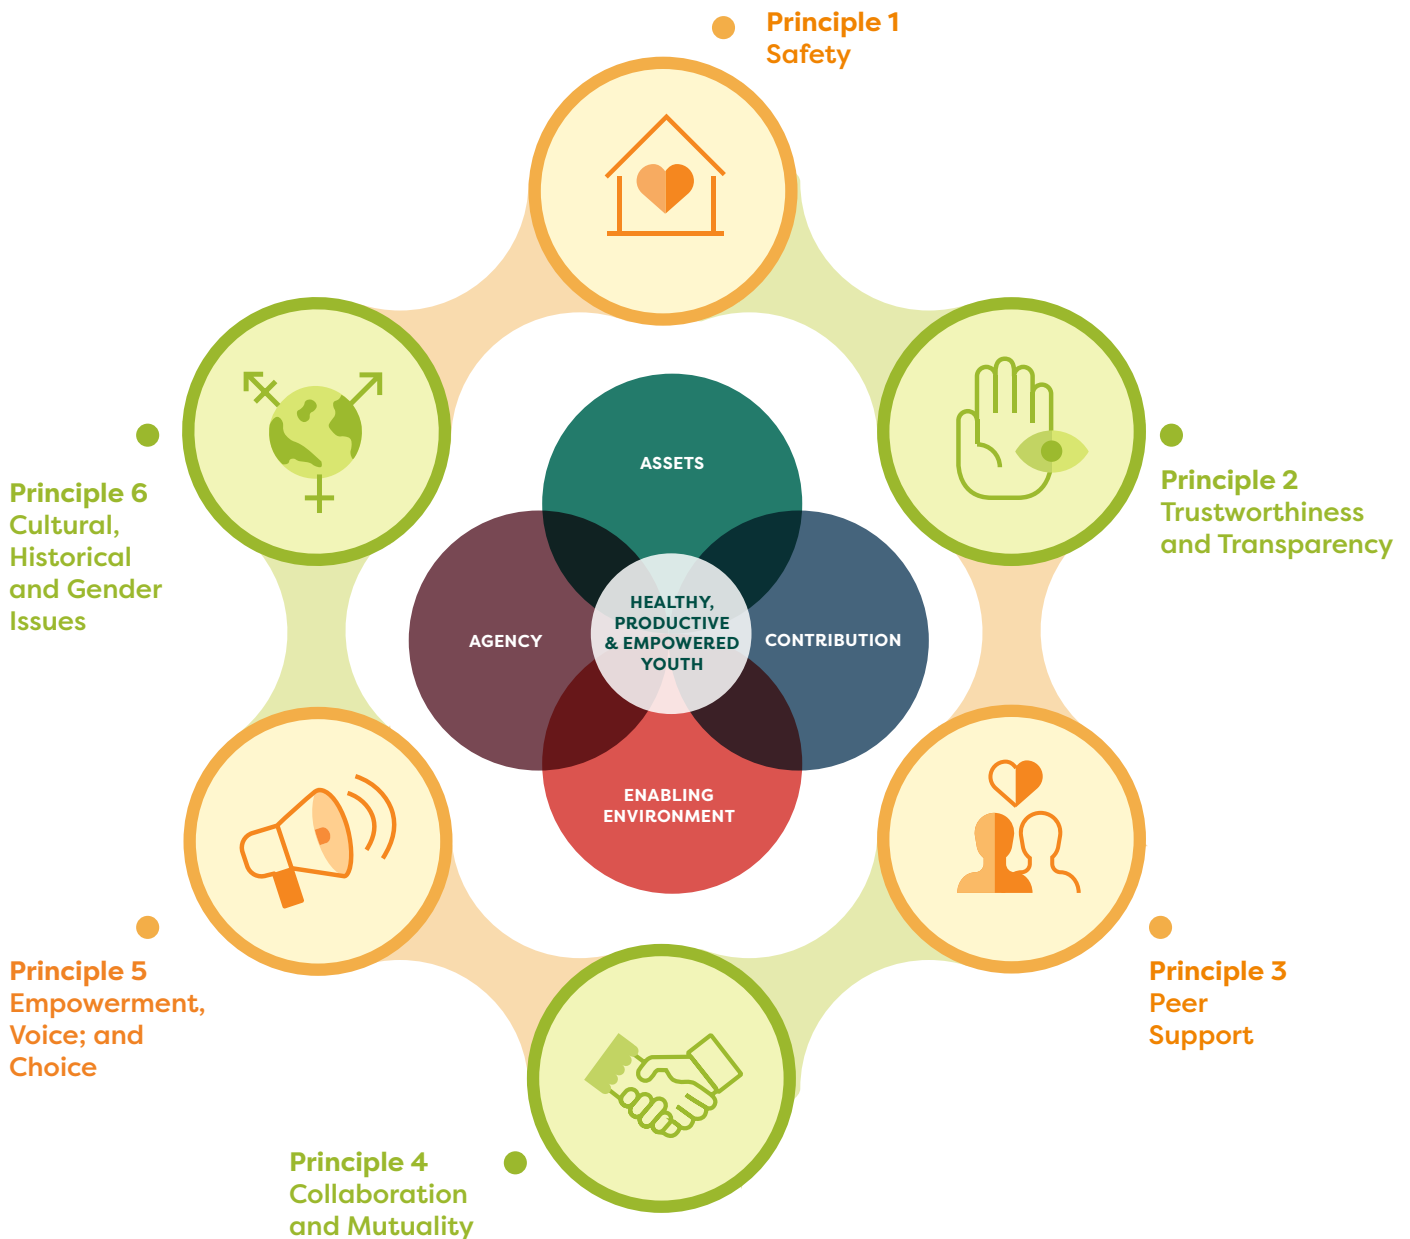 Principle 1
Safety
Principle 2
Trustworthiness
and Transparency
Principle 3
Peer
Support
Principle 4
Collaboration
and Mutuality
Principle 5
Empowerment,
Voice; and
Choice
Principle 6
Cultural,
Historical
and Gender
Issues
ASSETS
AGENCY
HEALTHY,
PRODUCTIVE
& EMPOWERED
YOUTH
CONTRIBUTION
ENABLING
ENVIRONMENT